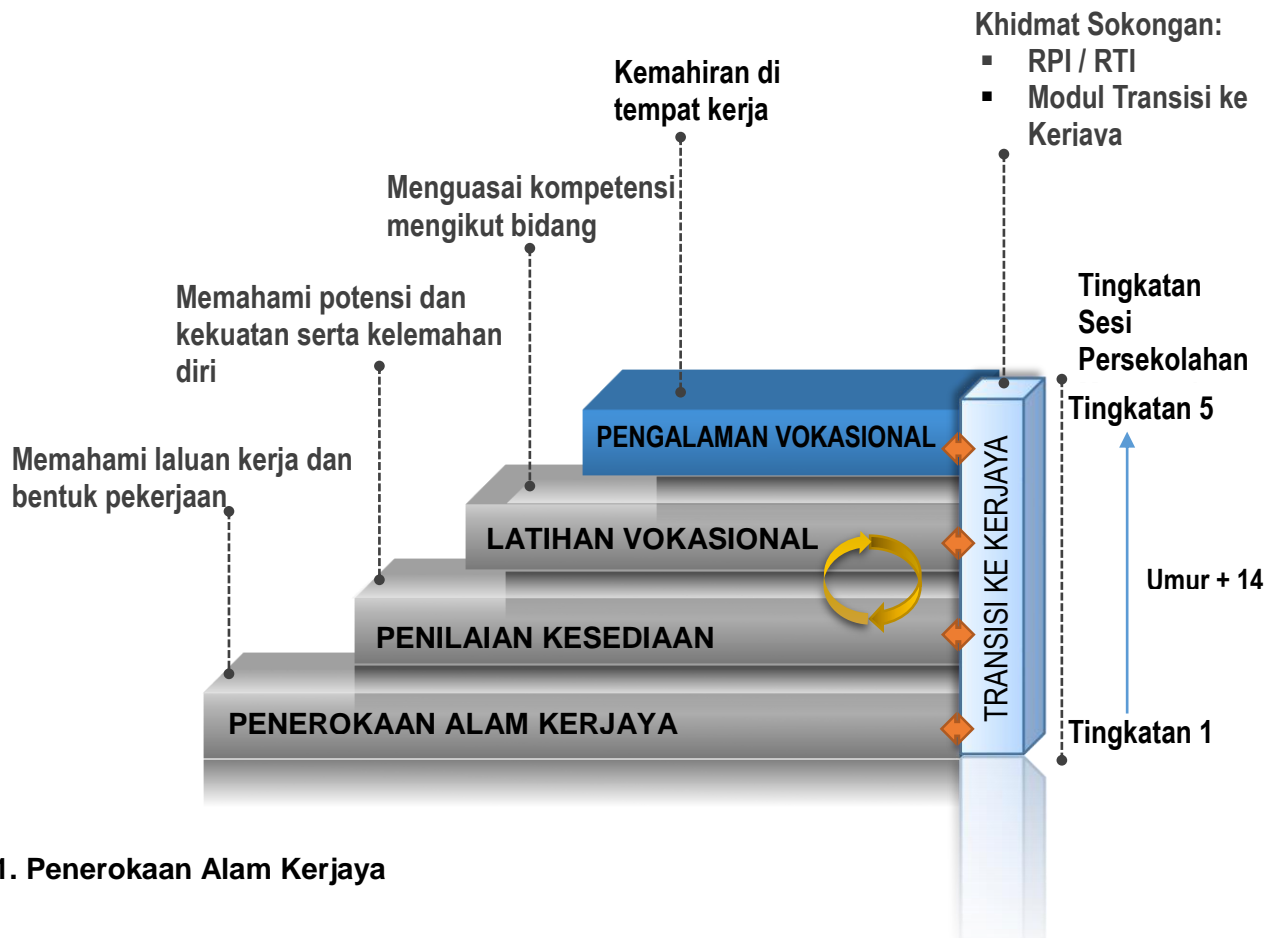 Khidmat Sokongan:
▪ RPI / RTI
▪ Modul Transisi ke
Kerjaya
Kemahiran di
tempat kerja
Menguasai kompetensi
mengikut bidang
Memahami potensi dan
kekuatan serta kelemahan
diri
Memahami laluan kerja dan
bentuk pekerjaan
Tingkatan
Sesi
Persekolahan
Tingkatan 5
Umur + 14
Tingkatan 1
PENGALAMAN VOKASIONAL
LATIHAN VOKASIONAL
PENILAIAN KESEDIAAN
PENEROKAAN ALAM KERJAYA
TRANSISI KE KERJAYA
1. Penerokaan Alam Kerjaya